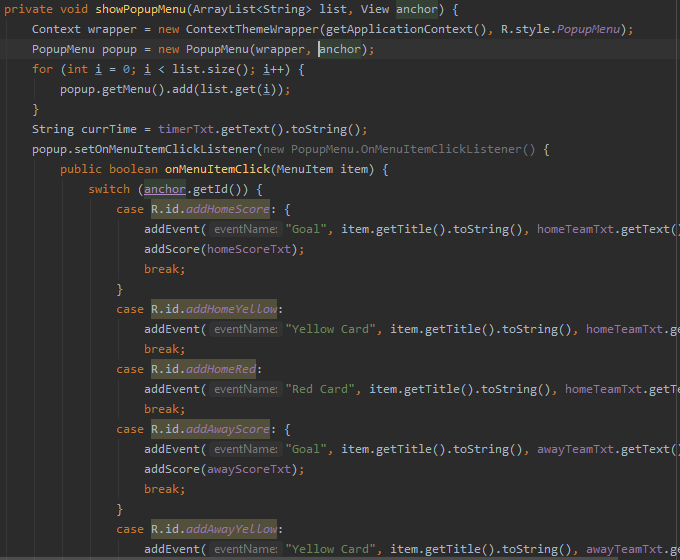 private void showPopupMenu(ArrayList<String> list, View anchor) {
Context wrapper = new ContextThemeWrapper(getApplicationContext(), R.style.PopupMenu);
PopupMenu popup = new PopupMenu(wrapper, anchor);
for (int i = 0; i < list.size(); i++) {
popup.getMenu().add(list.get(i));
}
String currTime = timerTxt.getText().toString();
popup.setOnMenuItemClickListener(new PopupMenu.OnMenuItemClickListener() {
public boolean onMenuItemClick(MenuItem item) {
switch (anchor.getId()) {
case R.id.addHomeScore: {
addEvent( eventName: "Goal", item.getTitle().toString(), homeTeamTxt.getText()
addScore(homeScoreTxt);
break;
}
case R.id.addHomeYellow:
addEvent( eventName: "Yellow Card", item.getTitle().toString(), homeTeamTxt.ge
break;
case R.id.addHomeRed:
addEvent( eventName: "Red Card", item.getTitle().toString(), homeTeamTxt.getTe
break;
case R.id.addAwayScore: {
addEvent( eventName: "Goal", item.getTitle().toString(), awayTeamTxt.getText()
addScore(awayScoreTxt);
break;
}
case R.id.addAwayYellow:
addEvent( eventName: "Yellow Card", item.getTitle().toString(), awayTeamTxt.ge